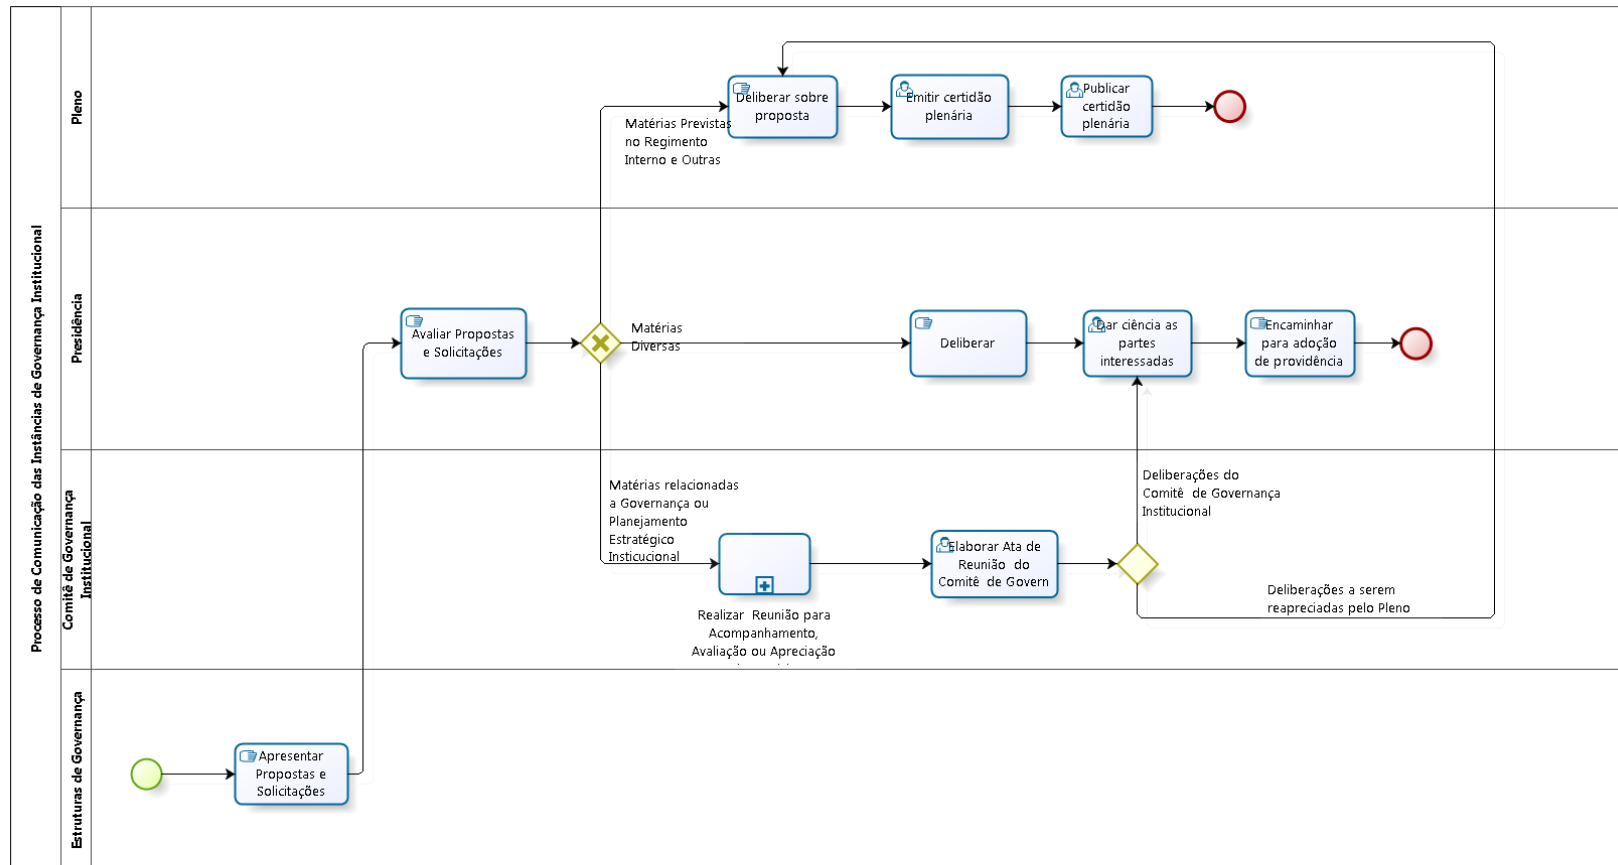 Processo de Comunicação das Instâncias de Governança Institucional
Pleno
Deliberar sobre
proposta
Emitir certidão
plenária
Publicar
certidão
plenária
Matérias Previstas
no Regimento
Interno e Outras
Presidência
Avaliar Propostas
e Solicitações
Matérias
Diversas
Deliberar
Dar ciência as
partes
interessadas
Encaminhar
para adoção
de providência
Comitê de Governança
Institucional
Matérias relacionadas
a Governança ou
Planejamento
Estratégico
Insticucional
Realizar Reunião para
Acompanhamento,
Avaliação ou Apreciação
Elaborar Ata de
Reunião do
Comitê de Govern
Deliberações do
Comitê de Governança
Institucional
Deliberações a serem
reapreciadas pelo Pleno
Estruturas de Governança
Apresentar
Propostas e
Solicitações